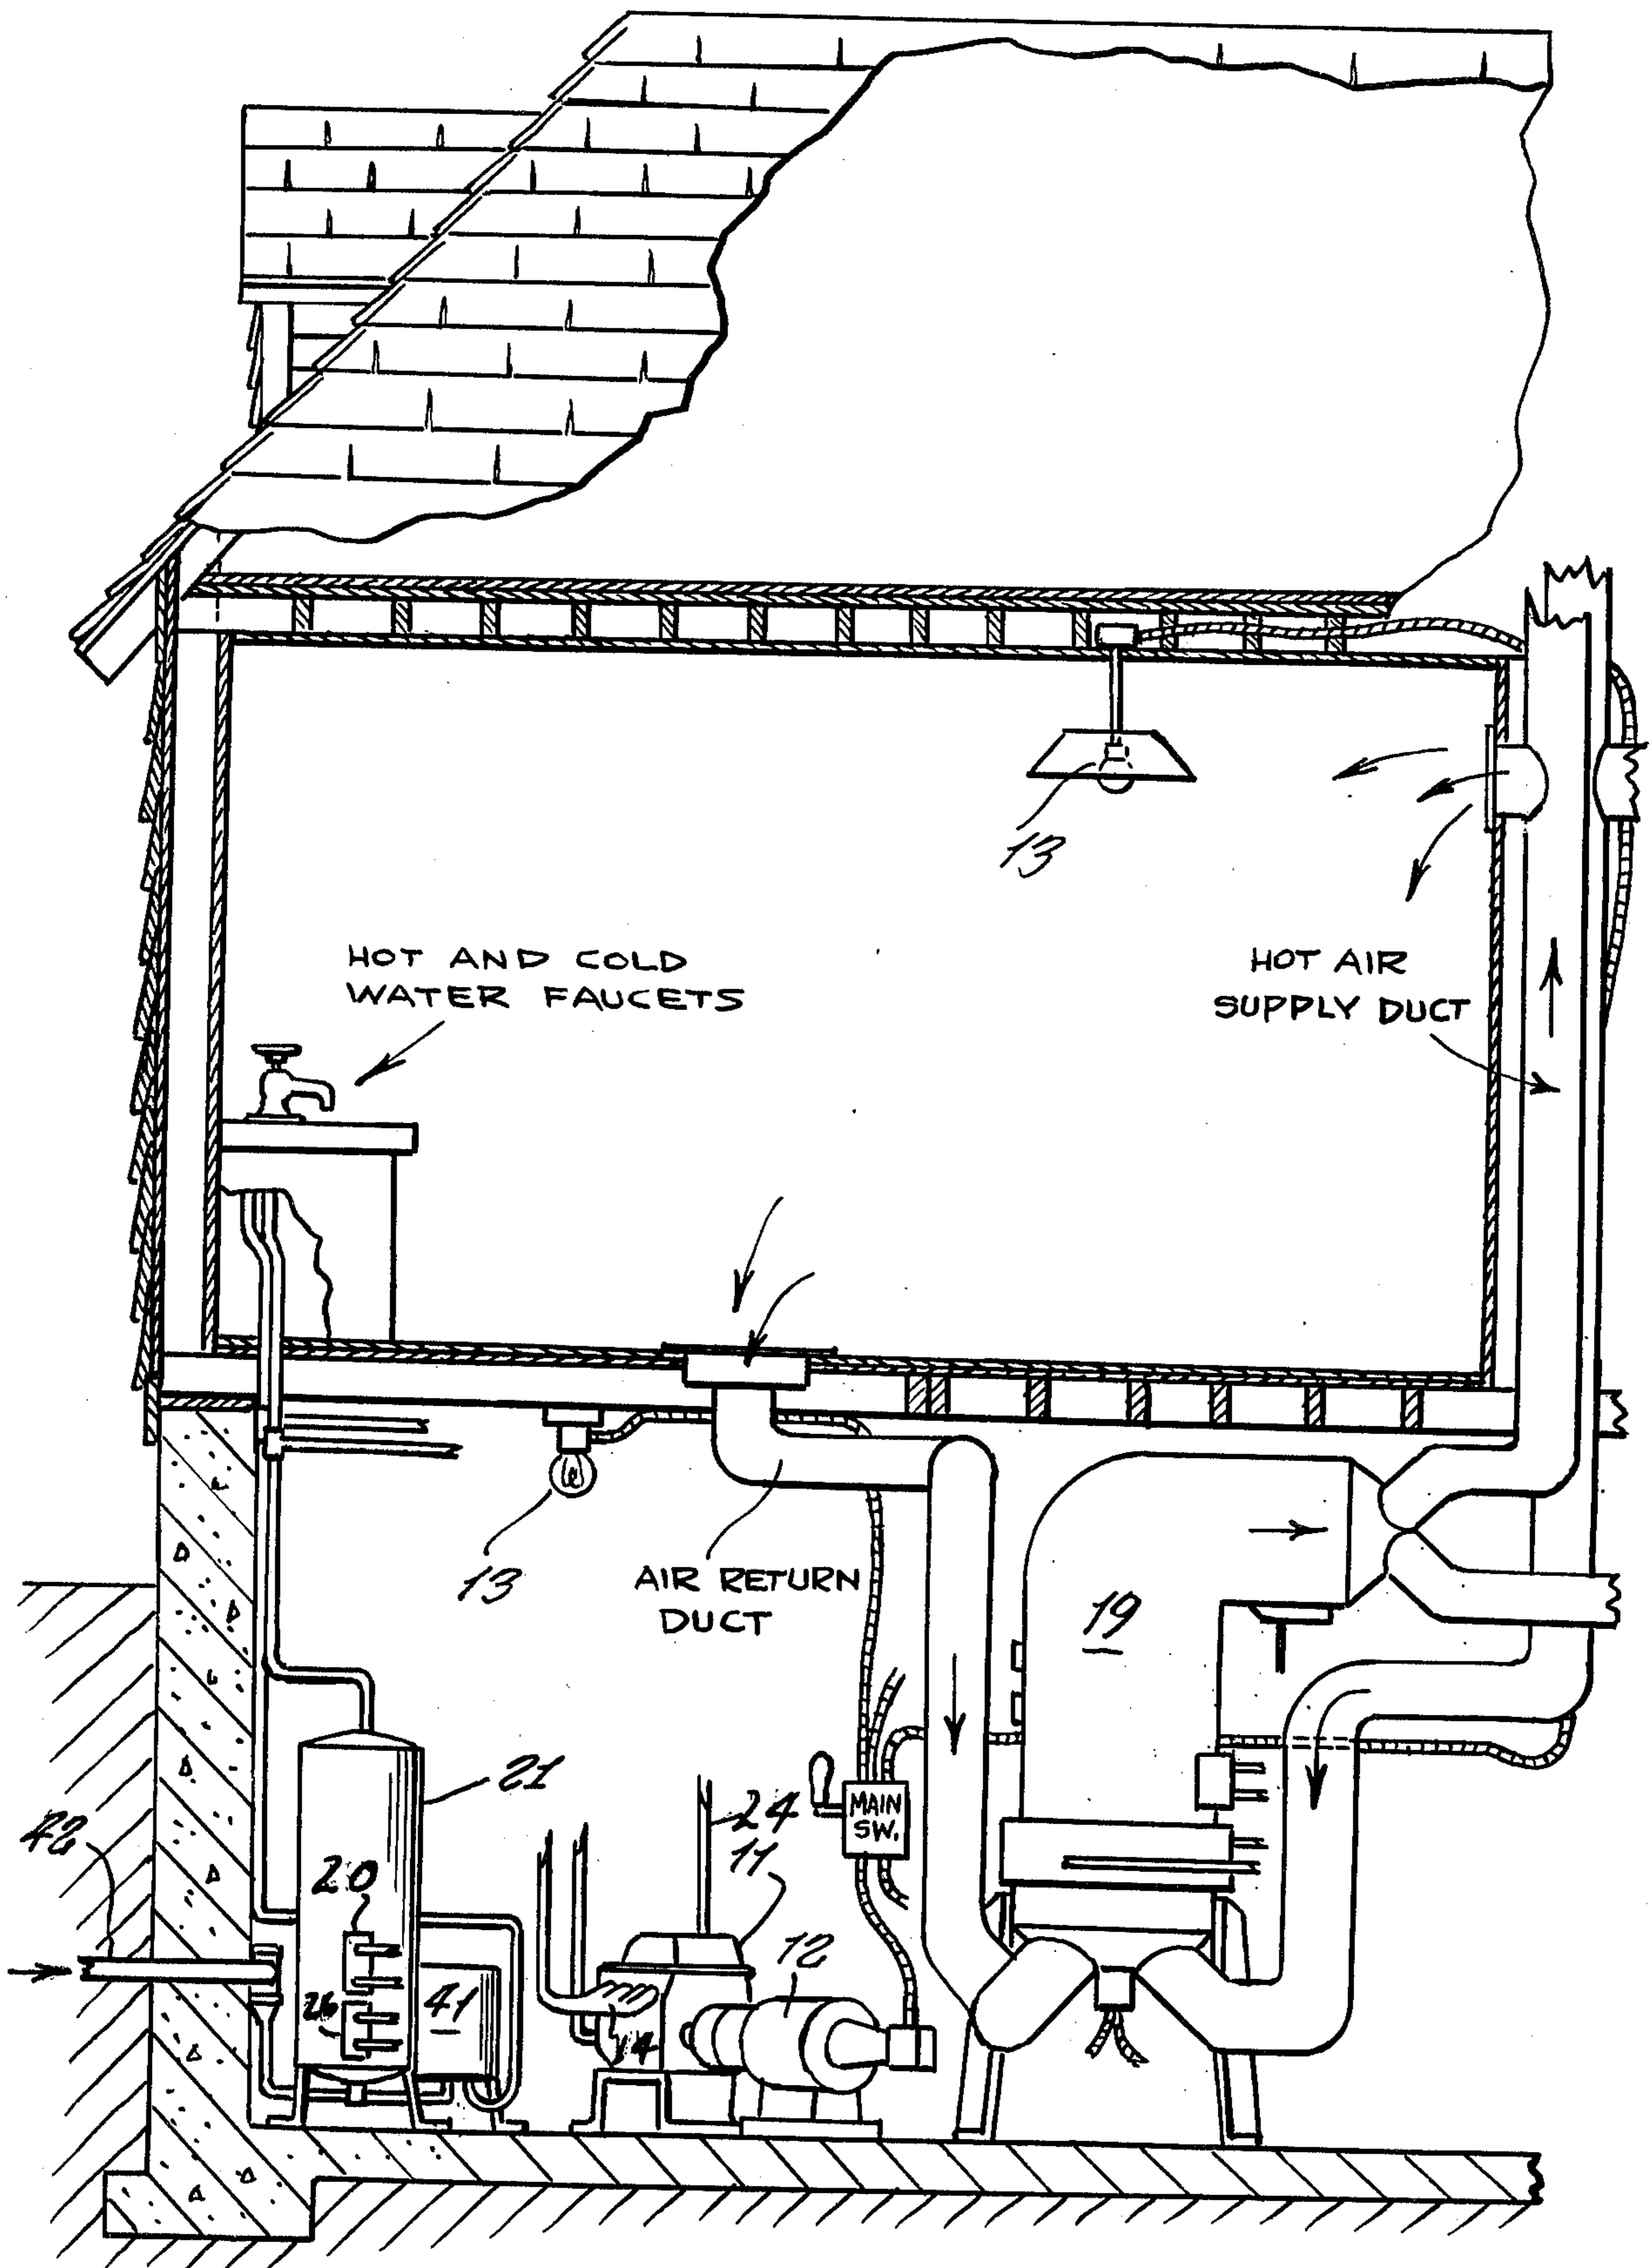 13
HOT AND COLD
WATER FAUCETS
HOT AIR
SUPPLY DUCT
13
AIR RETURN
DUCT
19
21
24
11
MAIN
SW.
42
20
12
26
41
14